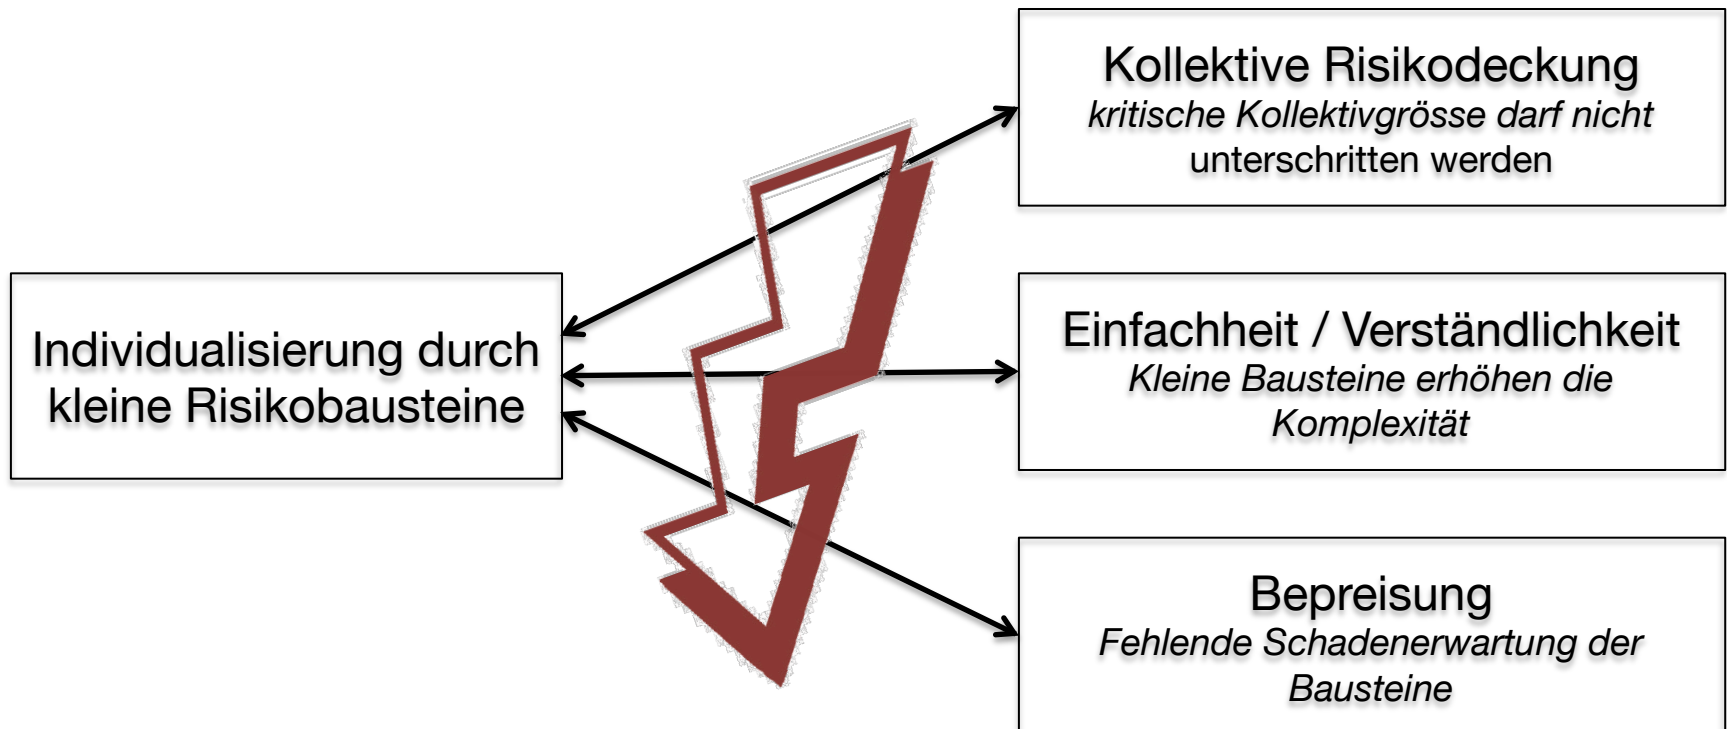 Kollektive Risikodeckung
kritische Kollektivgrösse darf nicht
unterschritten werden
Individualisierung durch
kleine Risikobausteine
Einfachheit / Verständlichkeit
Kleine Bausteine erhöhen die
Komplexität
Bepreisung
Fehlende Schadenerwartung der
Bausteine